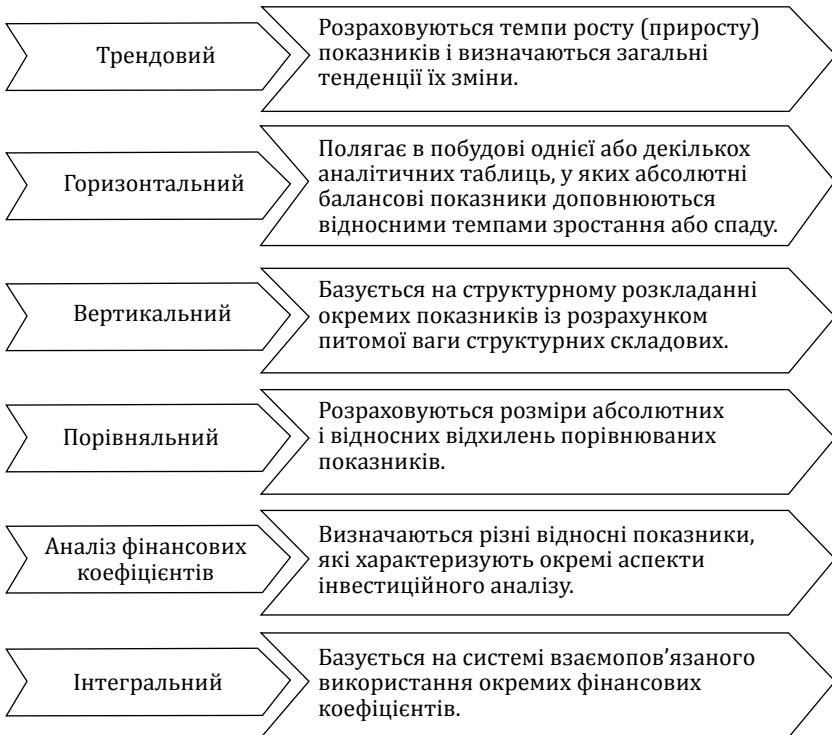 Трендовий
Розраховуються темпи росту (приросту)
показників і визначаються загальні
тенденції їх зміни.
Горизонтальний
Полягає в побудові однієї або декількох
аналітичних таблиць, у яких абсолютні
балансові показники доповнюються
відносними темпами зростання або спаду.
Вертикальний
Базується на структурному розкладанні
окремих показників із розрахунком
питомої ваги структурних складових.
Порівняльний
Розраховуються розміри абсолютних
і відносних відхилень порівнюваних
показників.
Аналіз фінансових
коефіцієнтів
Визначаються різні відносні показники,
які характеризують окремі аспекти
інвестиційного аналізу.
Інтегральний
Базується на системі взаємопов’язаного
використання окремих фінансових
коефіцієнтів.